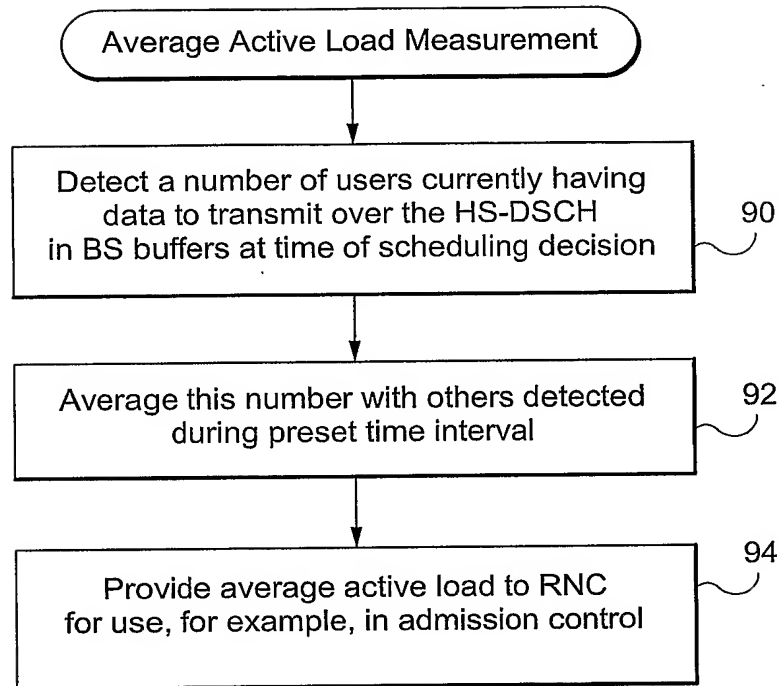 Average Active Load Measurement
Detect a number of users currently having
data to transmit over the HS-DSCH
in BS buffers at time of scheduling decision
90
Average this number with others detected
during preset time interval
92
Provide average active load to RNC
for use, for example, in admission control
94